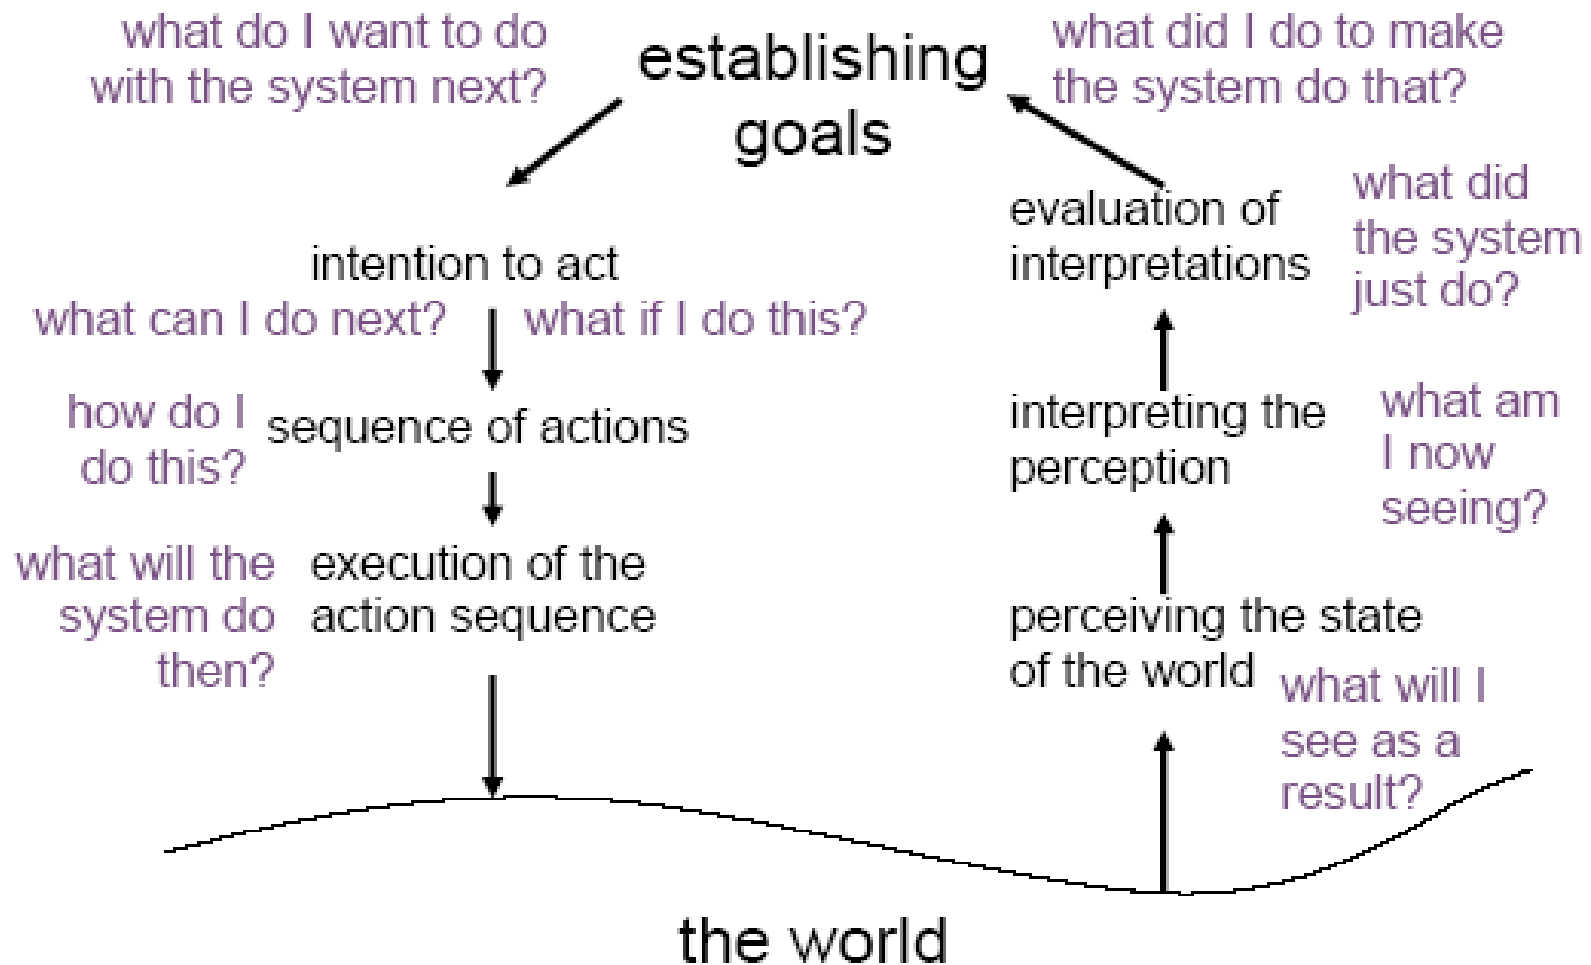 what do I want to do
with the system next?
establishing
goals
what did I do to make
the system do that?
intention to act
what can I do next?
what if I do this?
how do I
do this?
sequence of actions
what will the
system do
then?
execution of the
action sequence
evaluation of
interpretations
what did
the system
just do?
interpreting the
perception
what am
I now
seeing?
perceiving the state
of the world
what will I
see as a
result?
the world